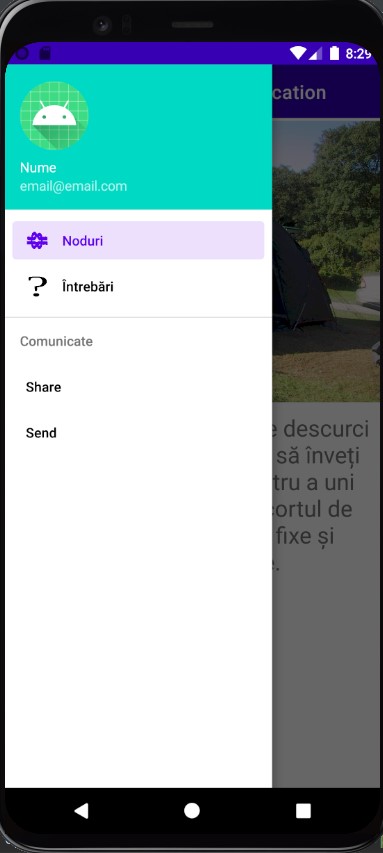 8:29
cation
Nume
email@email.com
Noduri
Întrebări
Comunicate
Share
Send
e descurci
să înveți
tru a uni
cortul de
fixe și
e.